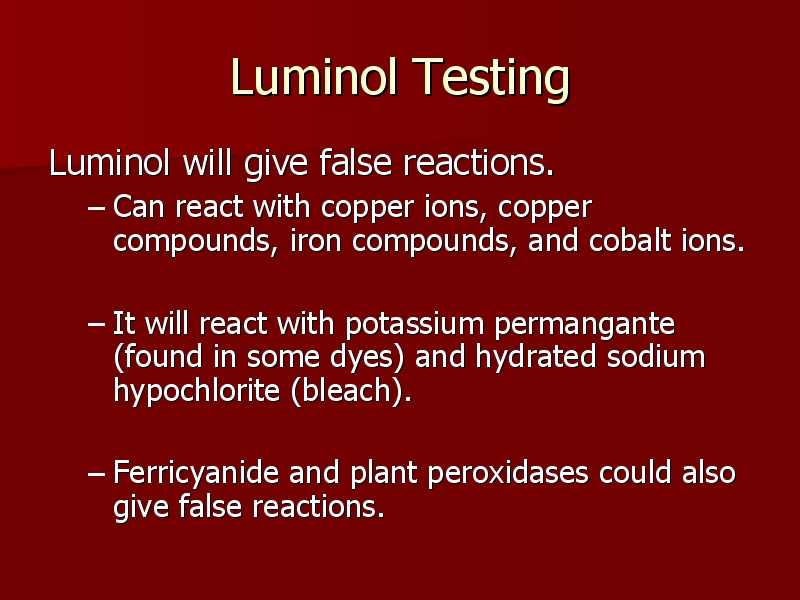 Luminol Testing
Luminol will give false reactions.
– Can react with copper ions, copper
compounds, iron compounds, and cobalt ions.
– It will react with potassium permangante
(found in some dyes) and hydrated sodium
hypochlorite (bleach).
– Ferricyanide and plant peroxidases could also
give false reactions.